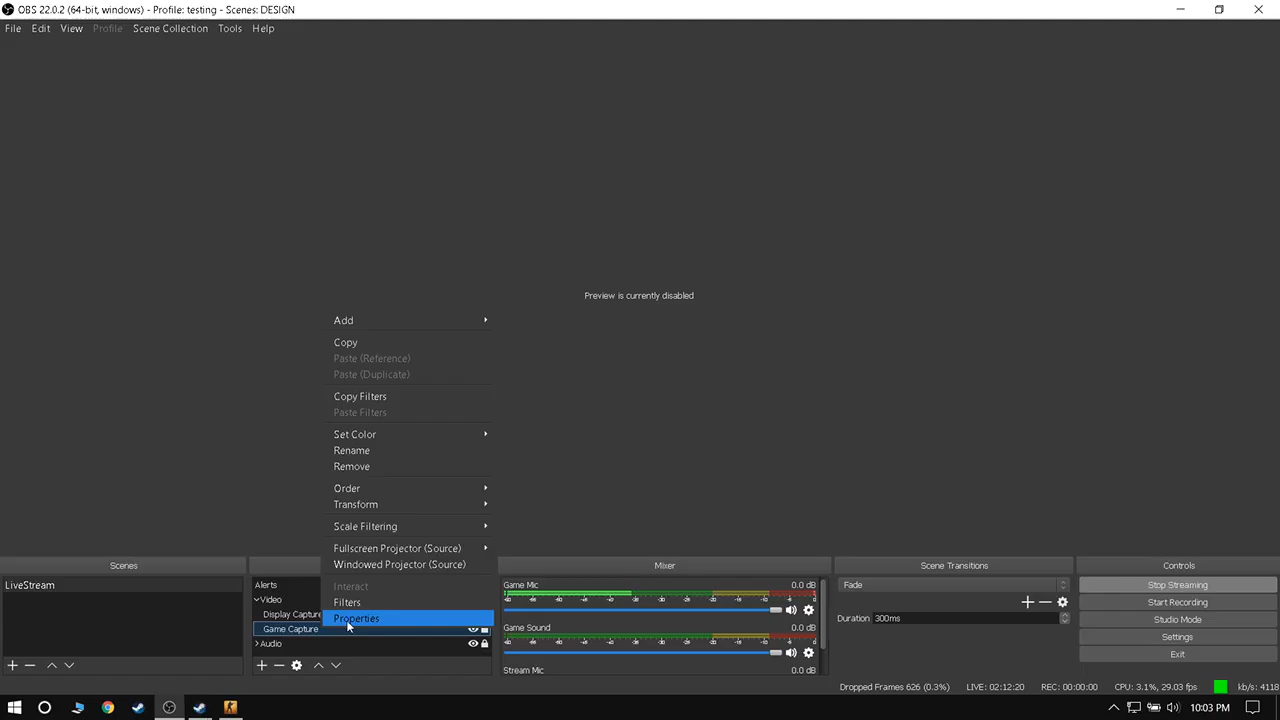 OBS 22.0.2 (64-bit, windows) - Profile: testing - Scenes: DESIGN
File Edit View Profile Scene Collection Tools Help
Preview is currently disabled
Add
Copy
Paste (Reference)
Paste (Duplicate)
Copy Filters
Paste Filters
Set Color
Rename
Remove
Order
Transform
Scale Filtering
Fullscreen Projector (Source)
Windowed Projector (Source)
Interact
Filters
Properties
Scenes
LiveStream
Alerts
Video
Display Capture
Game Capture
Audio
Mixer
Game Mic 0.0 dB
Game Sound 0.0 dB
Stream Mic 0.0 dB
Scene Transitions
Fade
Duration 300ms
Controls
Stop Streaming
Start Recording
Studio Mode
Settings
Exit
Dropped Frames 626 (0.3%) LIVE: 02:12:20 REC: 00:00:00 CPU: 3.1%, 29.03 fps kb/s: 4118
10:03 PM